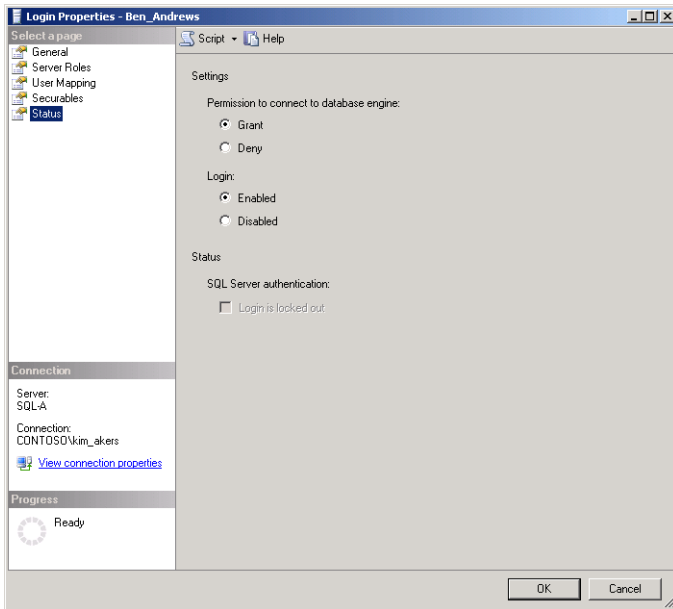 Login Properties - Ben_Andrews
Select a page
General
Server Roles
User Mapping
Securables
Status
Script Help
Settings
Permission to connect to database engine:
Grant
Deny
Login:
Enabled
Disabled
Status
SQL Server authentication:
Login is locked out
Connection
Server:
SQL-A
Connection:
CONTOSO\kim_akers
View connection properties
Progress
Ready
OK Cancel